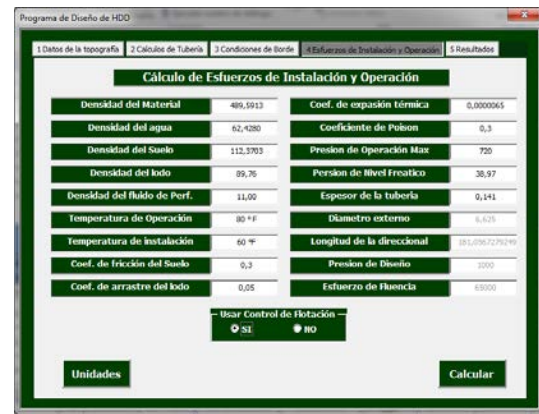 Programa de Diseño de HDD
1 Datos de la topografía 2 Calculos de Tubería 3 Condiciones de Borde 4 Esfuerzos de Instalación y Operación 5 Resultados
Cálculo de Esfuerzos de Instalación y Operación
Densidad del Material 489,5913 Coef. de expasión térmica 0,0000065
Densidad del agua 62,4280 Coeficiente de Poison 0,3
Densidad del Suelo 112,3703 Presion de Operación Max 720
Densidad del lodo 89,76 Persion de Nivel Freatico 38,97
Densidad del fluido de Perf. 11,00 Espesor de la tuberia 0,141
Temperatura de Operación 80 °F Diametro externo 6,625
Temperatura de instalación 60 °F Longitud de la direccional
Coef. de fricción del Suelo 0,3 Presion de Diseño 1000
Coef. de arrastre del lodo 0,05 Esfuerzo de Fluencia 65000
Usar Control de Flotación
SI NO
Unidades Calcular